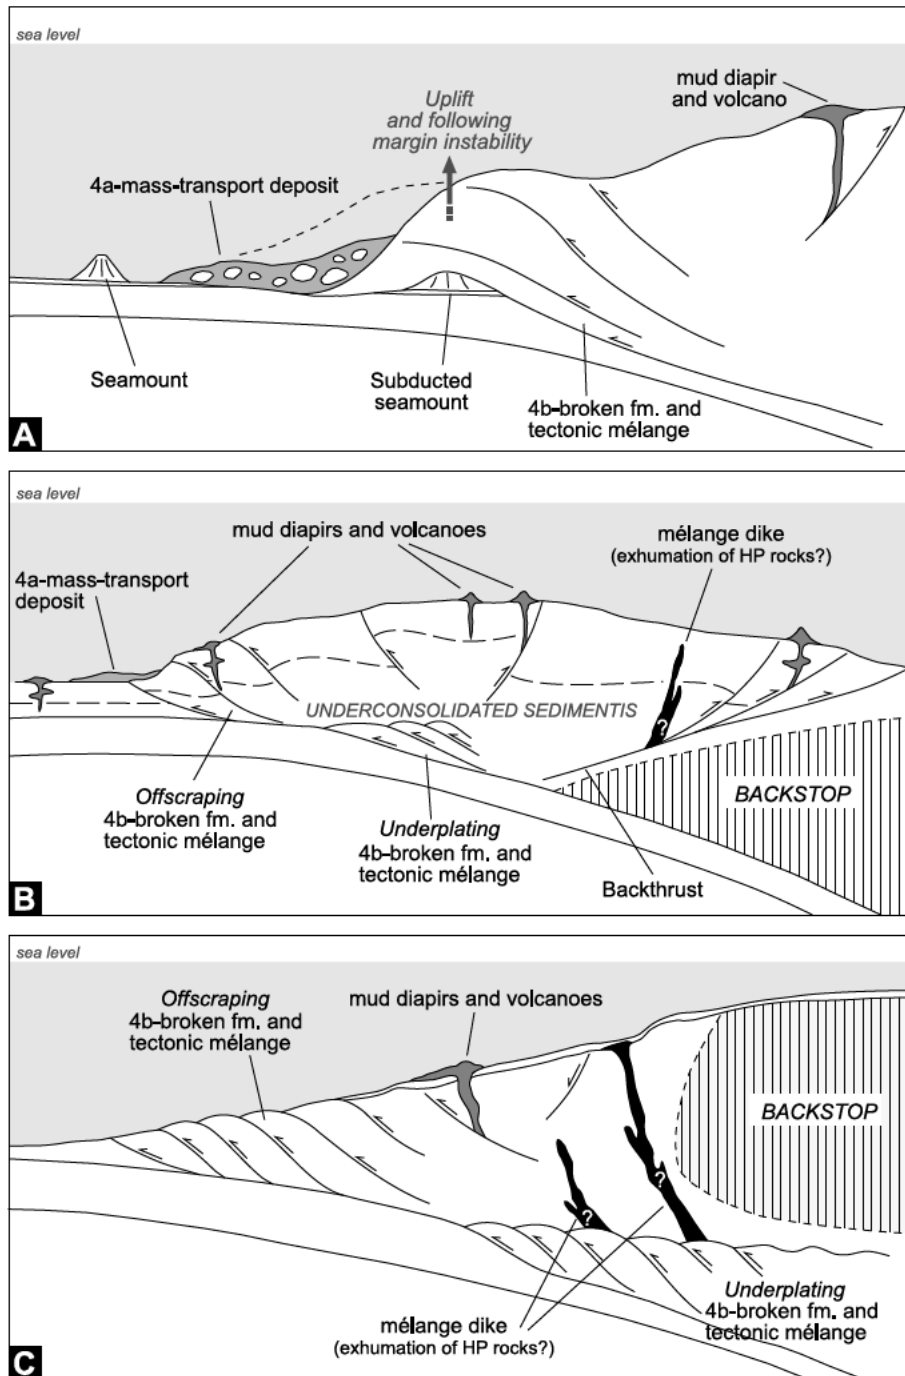 sea level
mud diapir
and volcano
Uplift
and following
margin instability
4a-mass-transport deposit
Seamount
Subducted
seamount
4b-broken fm. and
tectonic mélange
A
sea level
mud diapirs and volcanoes
mélange dike
(exhumation of HP rocks?)
4a-mass-transport
deposit
UNDERCONSOLIDATED SEDIMENTIS
?
BACKSTOP
Offscraping
4b-broken fm. and
tectonic mélange
Underplating
4b-broken fm. and
tectonic mélange
Backthrust
B
sea level
Offscraping
4b-broken fm. and
tectonic mélange
mud diapirs and volcanoes
BACKSTOP
?
?
Underplating
4b-broken fm. and
tectonic mélange
mélange dike
(exhumation of HP rocks?)
C